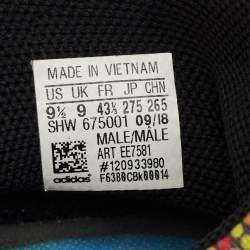 MADE IN VIETNAM
US UK FR JP CHN
9½ 9 43⅓ 275 265
SHW 675001 09/18
MALE/MÂLE
ART EE7581
#120933980
F6380CBk00014
adidas